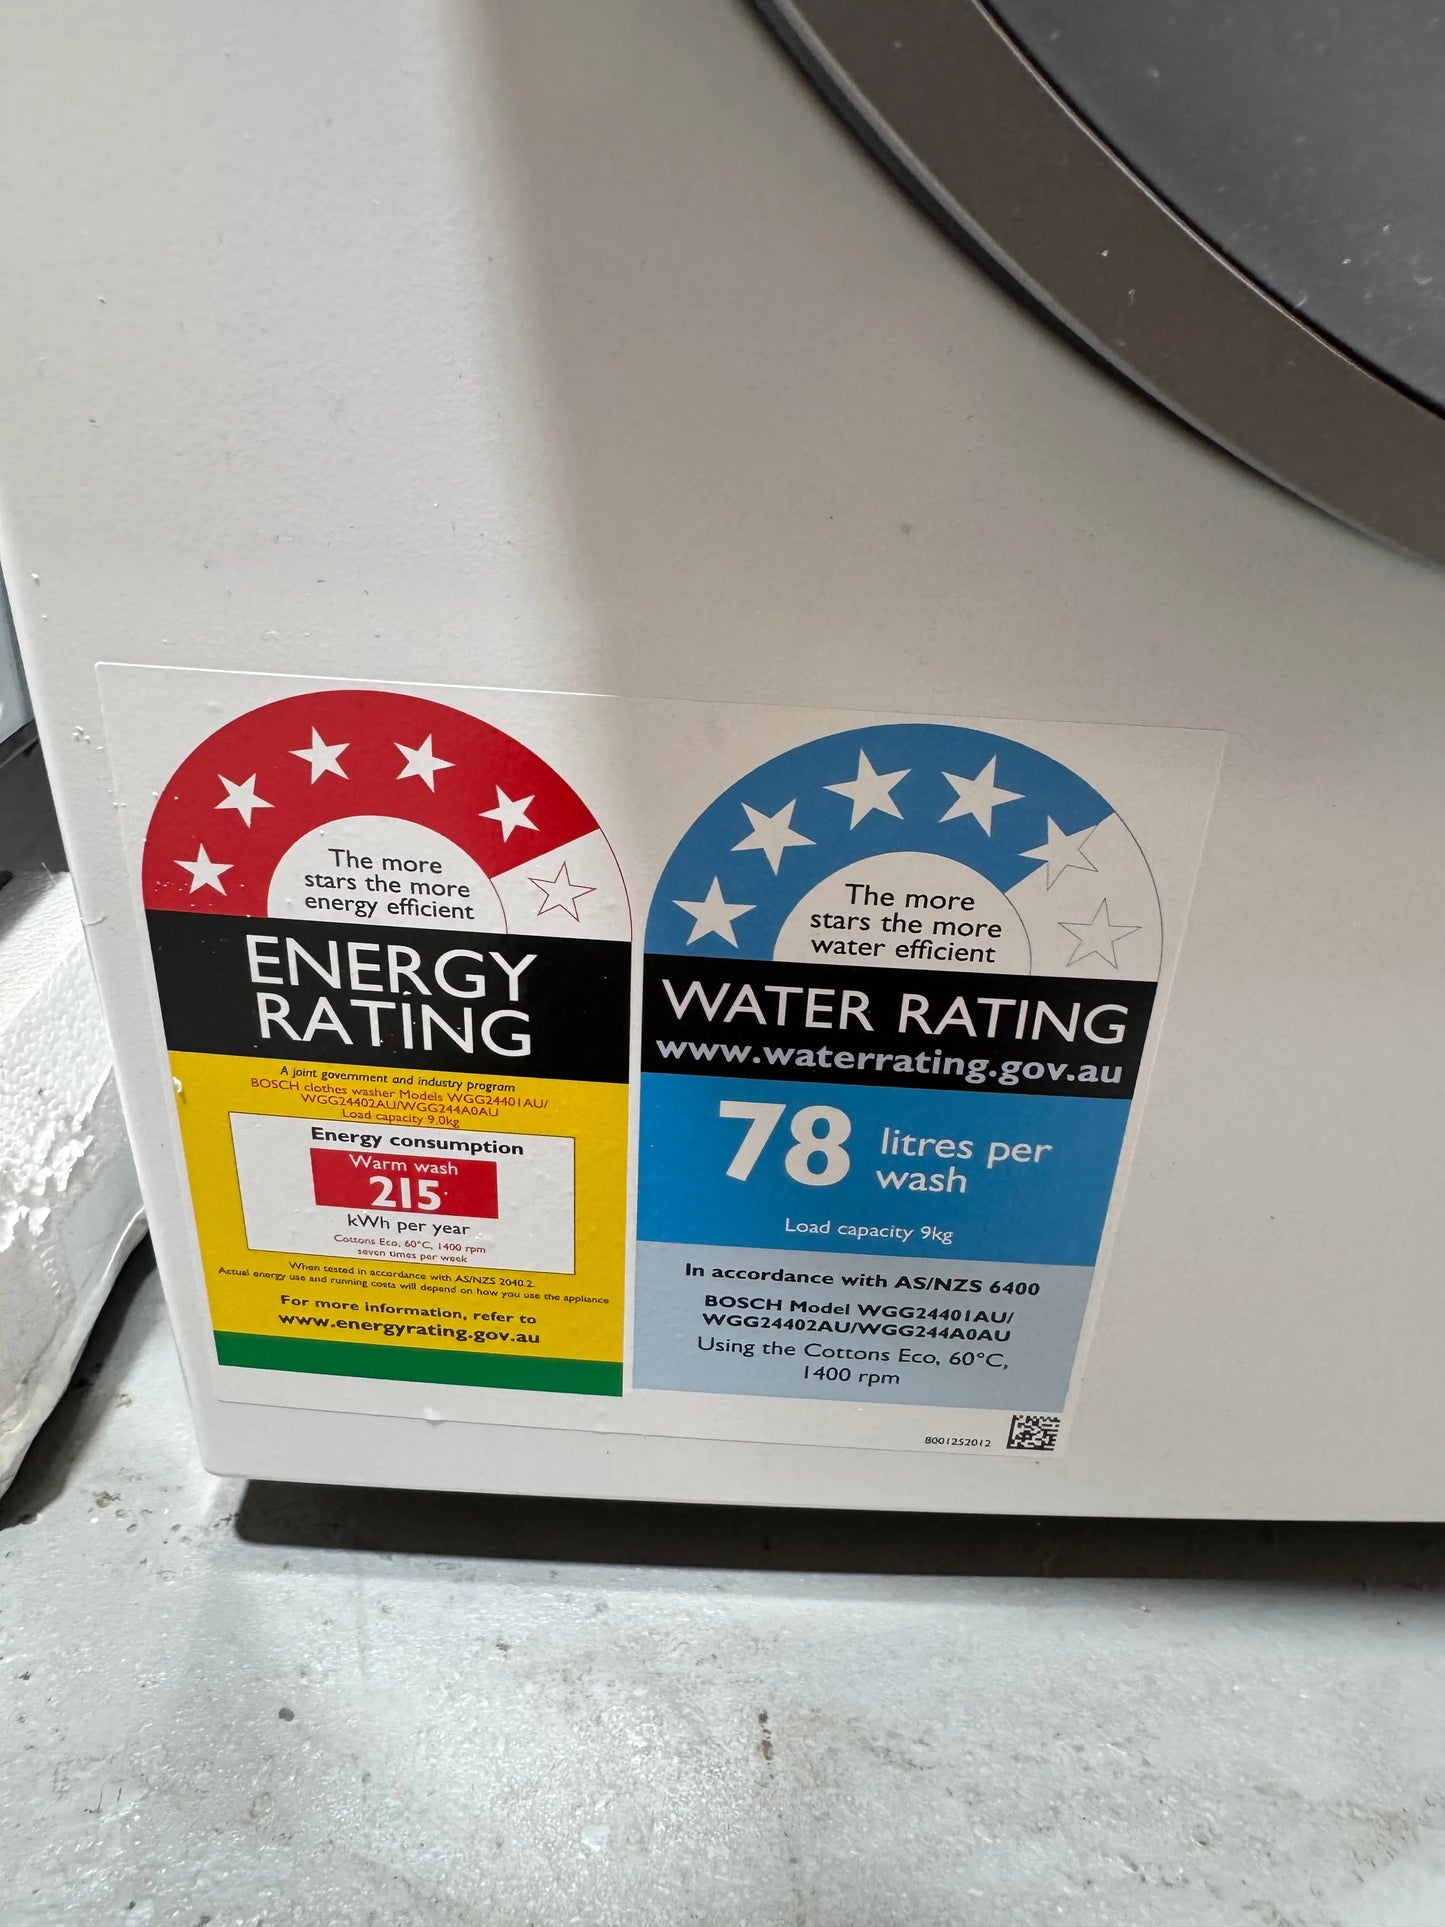 The more
stars the more
energy efficient
ENERGY
RATING
A joint government and industry program
BOSCH clothes washer Models WGG24401AU/
WGG24402AU/WGG244A0AU
Load capacity 9.0kg
Energy consumption
Warm wash
215
kWh per year
Cottons Eco, 60°C, 1400 rpm
seven times per week
When tested in accordance with AS/NZS 2040.2.
Actual energy use and running costs will depend on how you use the appliance
For more information, refer to
www.energyrating.gov.au
The more
stars the more
water efficient
WATER RATING
www.waterrating.gov.au
78 litres per
wash
Load capacity 9kg
In accordance with AS/NZS 6400
BOSCH Model WGG24401AU/
WGG24402AU/WGG244A0AU
Using the Cottons Eco, 60°C,
1400 rpm
8001252012